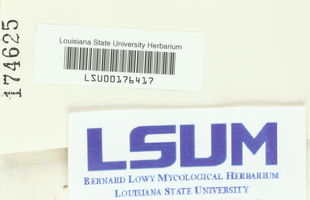 174625
Louisiana State University Herbarium
LSU00176417
LSUM
BERNARD LOWY MYCOLOGICAL HERBARIUM
LOUISIANA STATE UNIVERSITY